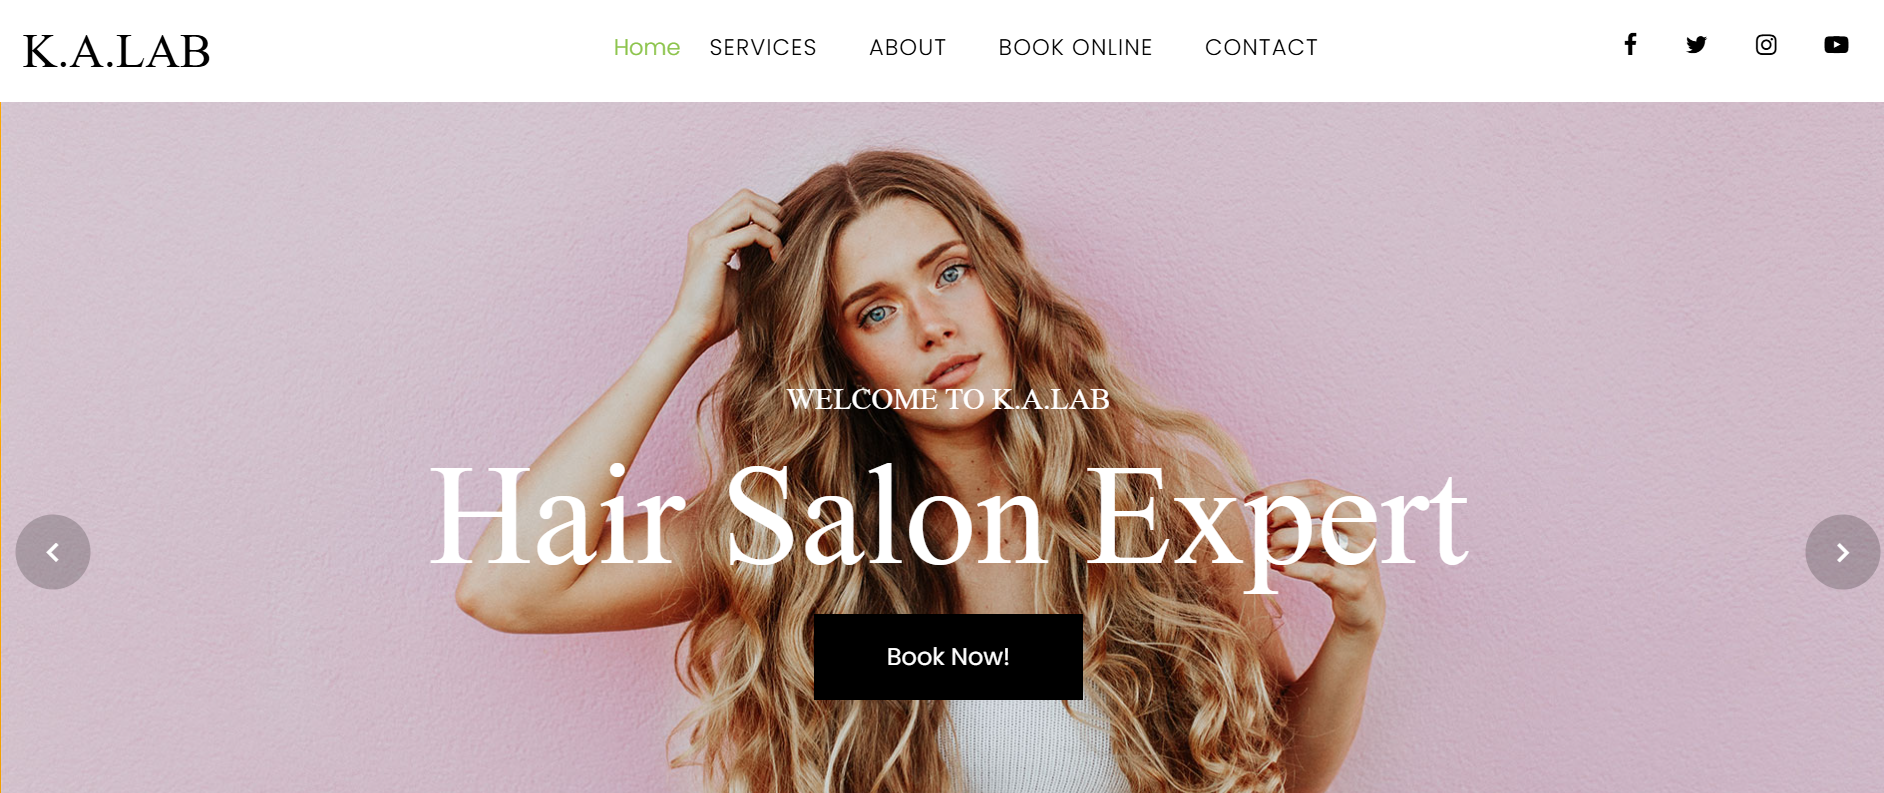 K.A.LAB
Home SERVICES ABOUT BOOK ONLINE CONTACT
WELCOME TO K.A.LAB
Hair Salon Expert
Book Now!